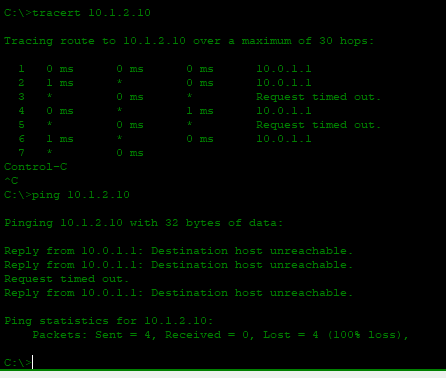 C:\>tracert 10.1.2.10
Tracing route to 10.1.2.10 over a maximum of 30 hops:
1 0 ms 0 ms 0 ms 10.0.1.1
2 1 ms * 0 ms 10.0.1.1
3 * 0 ms * Request timed out.
4 0 ms * 1 ms 10.0.1.1
5 * 0 ms * Request timed out.
6 1 ms * 0 ms 10.0.1.1
7 * 0 ms
Control-C
^C
C:\>ping 10.1.2.10
Pinging 10.1.2.10 with 32 bytes of data:
Reply from 10.0.1.1: Destination host unreachable.
Reply from 10.0.1.1: Destination host unreachable.
Request timed out.
Reply from 10.0.1.1: Destination host unreachable.
Ping statistics for 10.1.2.10:
Packets: Sent = 4, Received = 0, Lost = 4 (100% loss),
C:\>